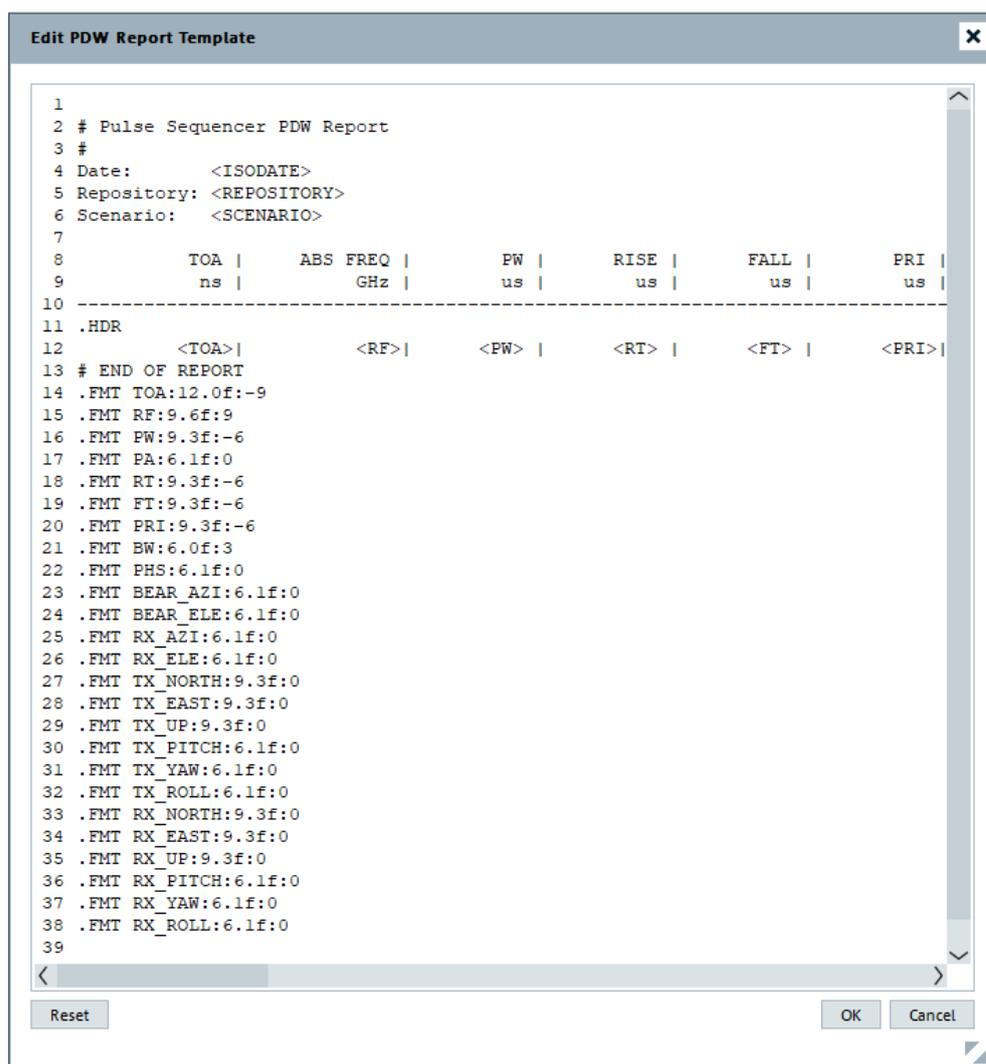 Edit PDW Report Template
1
2 # Pulse Sequencer PDW Report
3 #
4 Date:       <ISODATE>
5 Repository: <REPOSITORY>
6 Scenario:   <SCENARIO>
7
8           TOA |     ABS FREQ |        PW |      RISE |      FALL |       PRI |
9            ns |          GHz |        us |        us |        us |        us |
10 ------------------------------------------------------------------------------
11 .HDR
12          <TOA>|          <RF>|      <PW> |      <RT> |      <FT> |      <PRI>|
13 # END OF REPORT
14 .FMT TOA:12.0f:-9
15 .FMT RF:9.6f:9
16 .FMT PW:9.3f:-6
17 .FMT PA:6.1f:0
18 .FMT RT:9.3f:-6
19 .FMT FT:9.3f:-6
20 .FMT PRI:9.3f:-6
21 .FMT BW:6.0f:3
22 .FMT PHS:6.1f:0
23 .FMT BEAR_AZI:6.1f:0
24 .FMT BEAR_ELE:6.1f:0
25 .FMT RX_AZI:6.1f:0
26 .FMT RX_ELE:6.1f:0
27 .FMT TX_NORTH:9.3f:0
28 .FMT TX_EAST:9.3f:0
29 .FMT TX_UP:9.3f:0
30 .FMT TX_PITCH:6.1f:0
31 .FMT TX_YAW:6.1f:0
32 .FMT TX_ROLL:6.1f:0
33 .FMT RX_NORTH:9.3f:0
34 .FMT RX_EAST:9.3f:0
35 .FMT RX_UP:9.3f:0
36 .FMT RX_PITCH:6.1f:0
37 .FMT RX_YAW:6.1f:0
38 .FMT RX_ROLL:6.1f:0
39
Reset OK Cancel